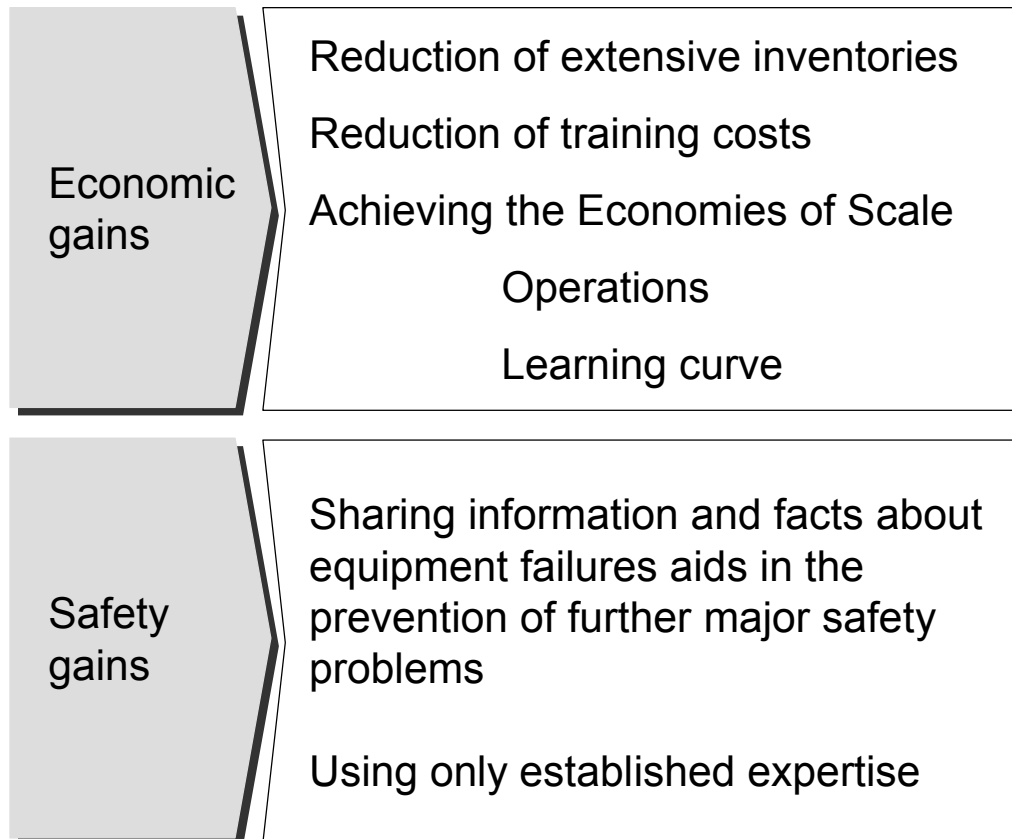 Economic
gains
Reduction of extensive inventories
Reduction of training costs
Achieving the Economies of Scale
Operations
Learning curve
Safety
gains
Sharing information and facts about
equipment failures aids in the
prevention of further major safety
problems
Using only established expertise